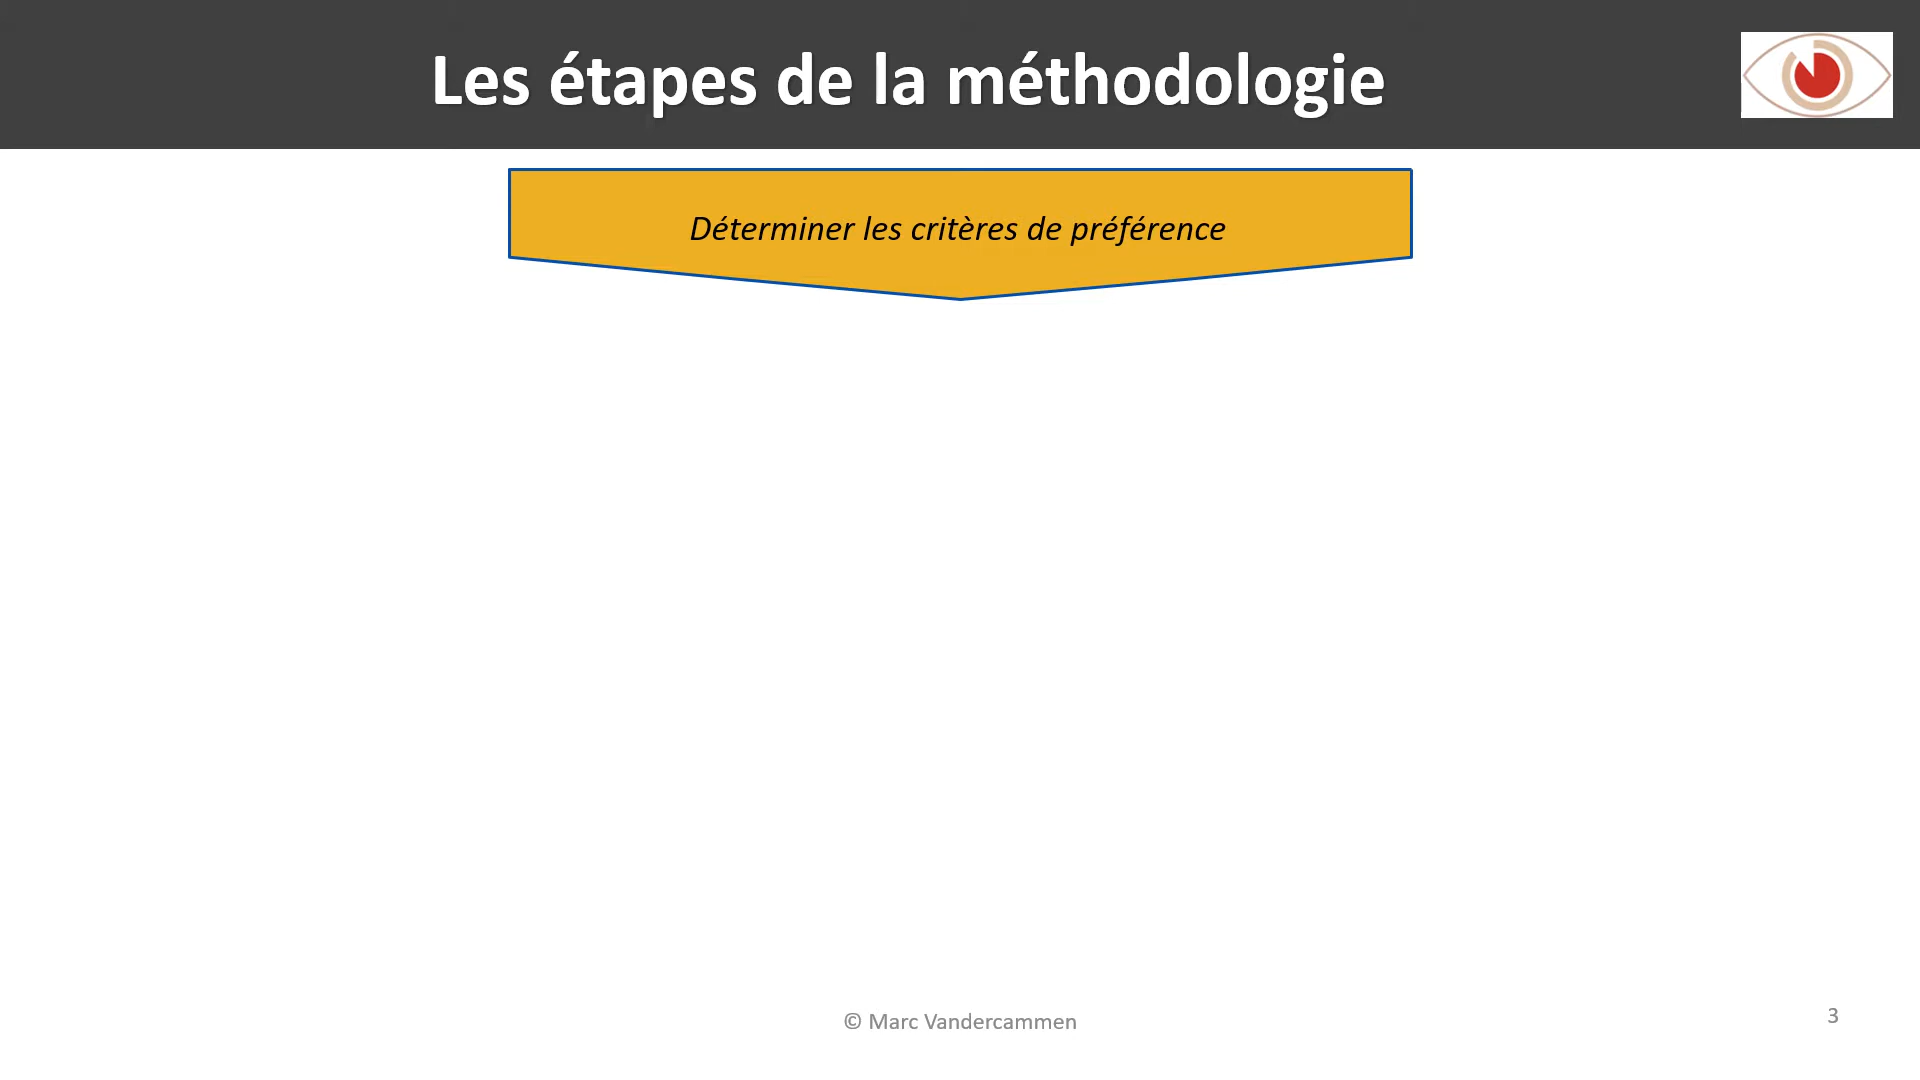 Les étapes de la méthodologie
Déterminer les critères de préférence
© Marc Vandercammen
3